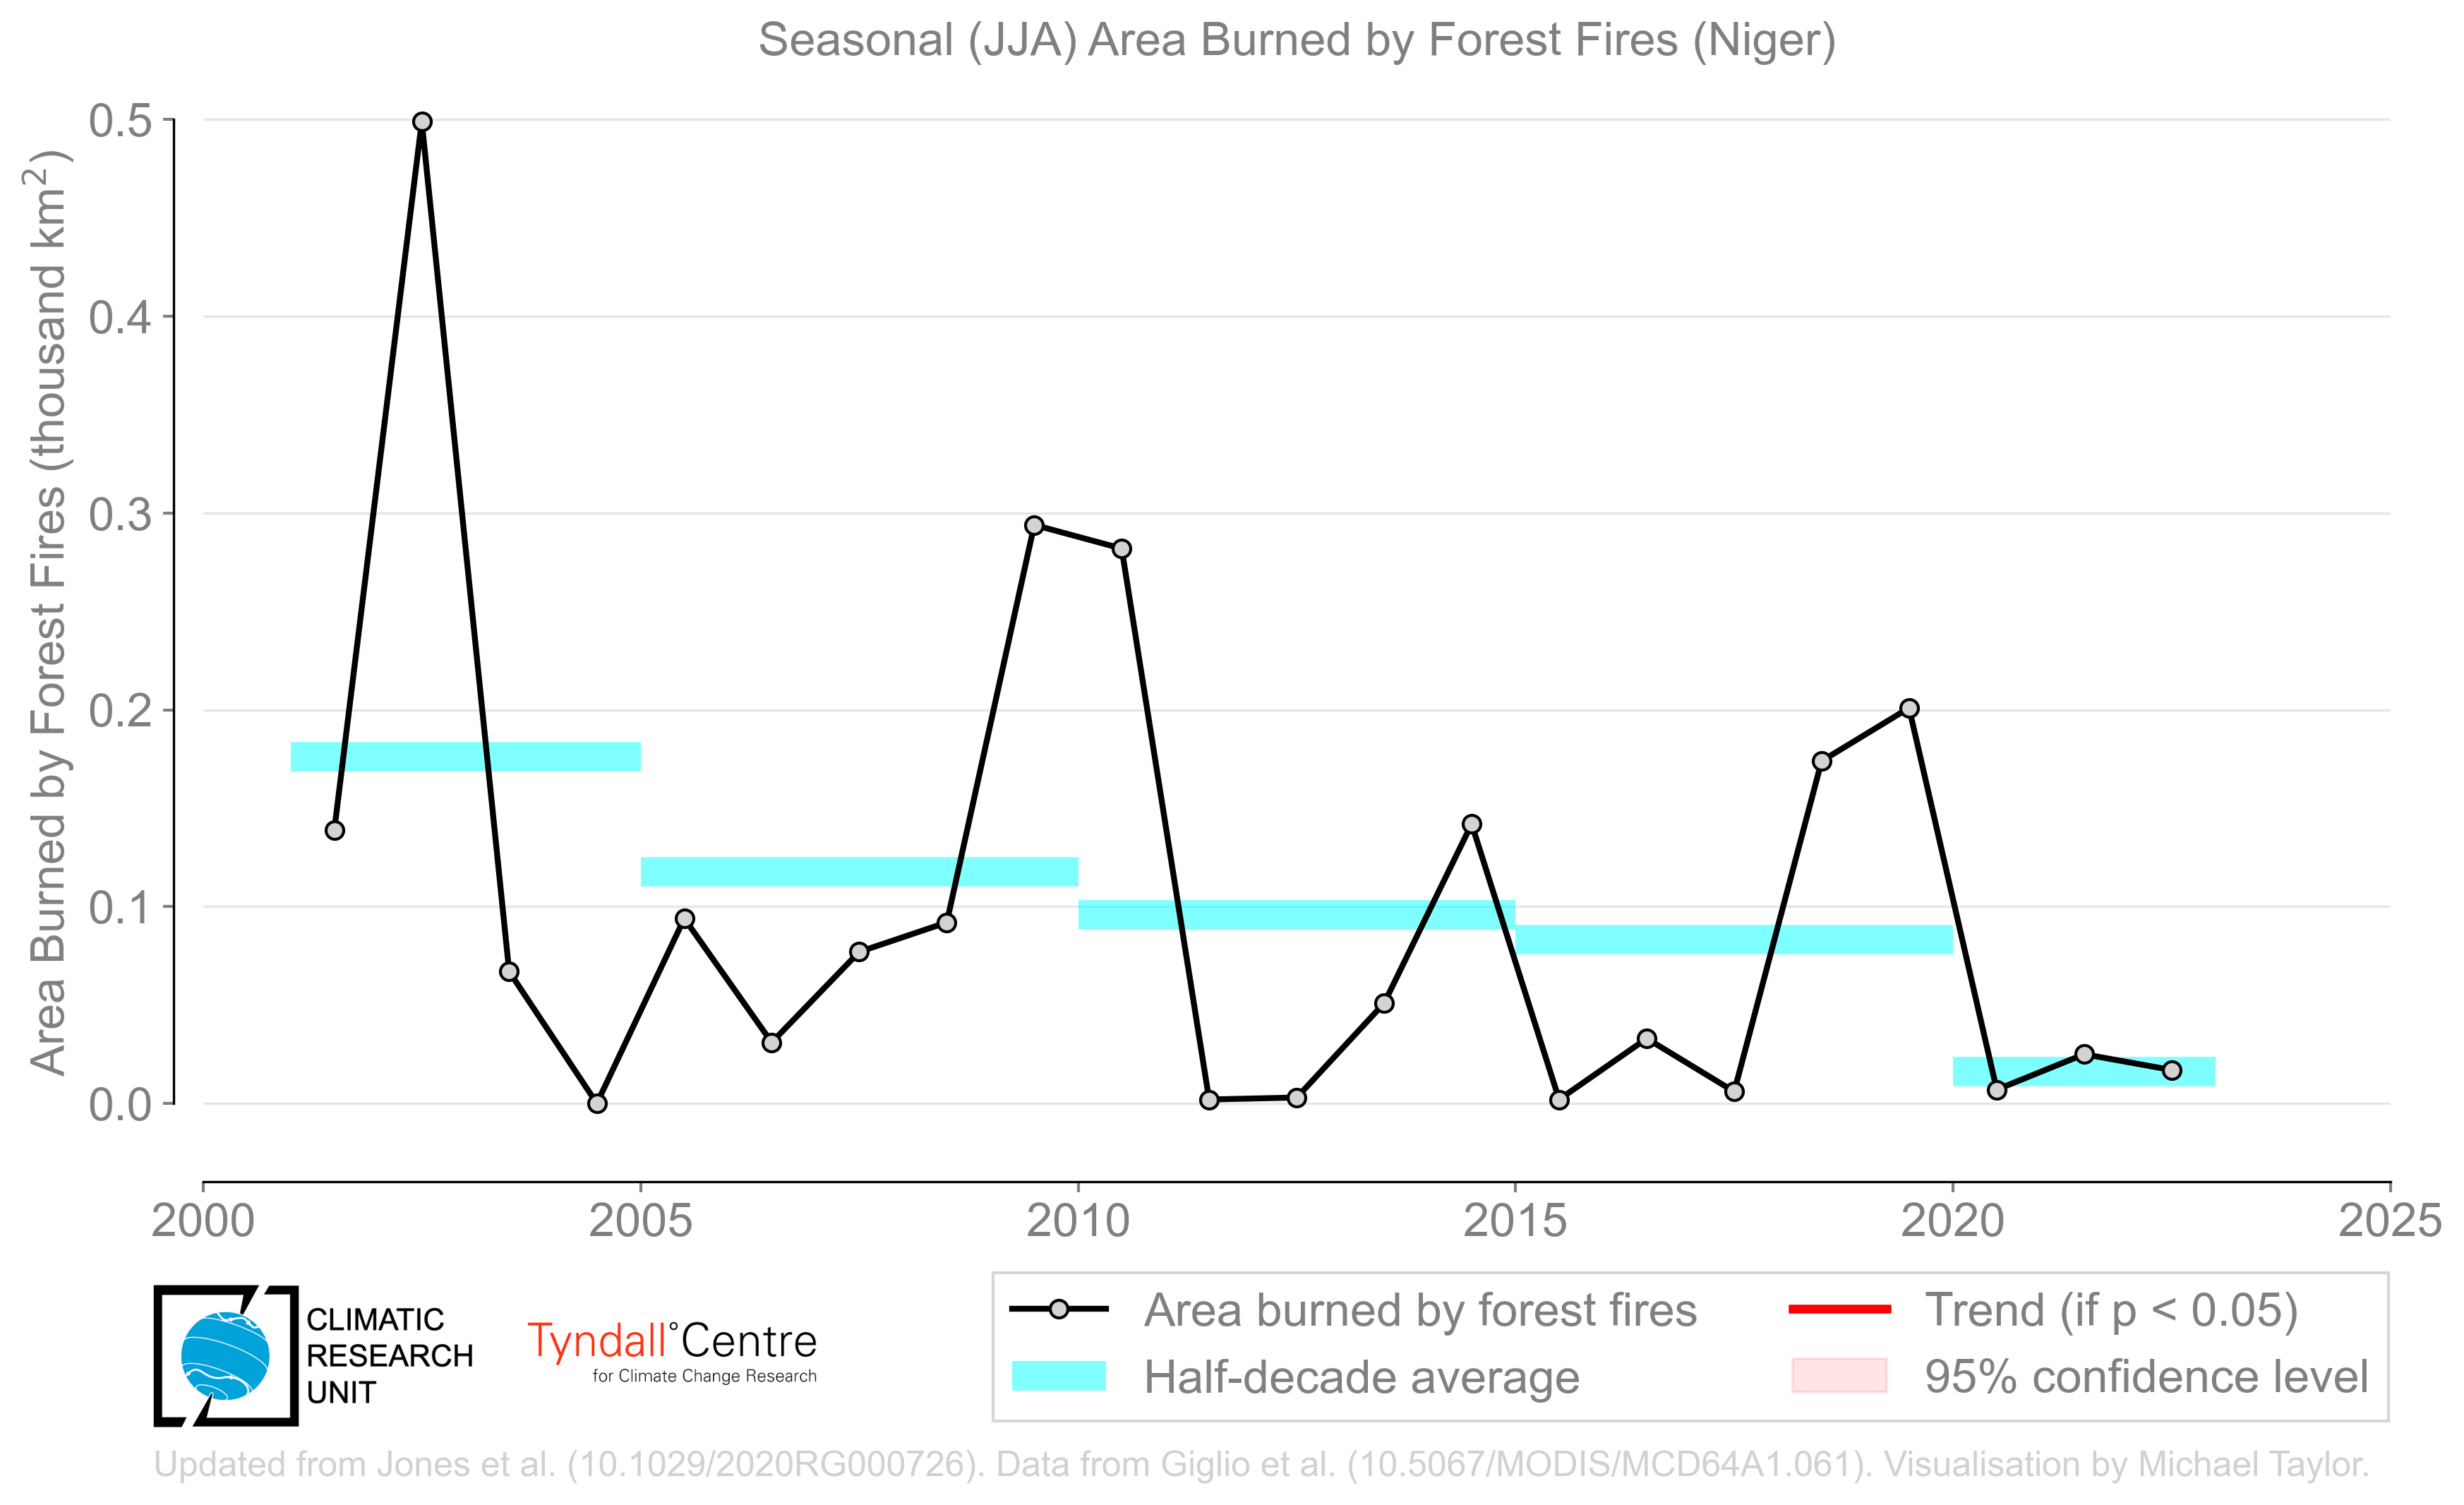 Seasonal (JJA) Area Burned by Forest Fires (Niger)
Area Burned by Forest Fires (thousand km²)
0.5
0.4
0.3
0.2
0.1
0.0
2000 2005 2010 2015 2020 2025
CLIMATIC
RESEARCH
UNIT
Tyndall°Centre
for Climate Change Research
Area burned by forest fires
Half-decade average
Trend (if p < 0.05)
95% confidence level
Updated from Jones et al. (10.1029/2020RG000726). Data from Giglio et al. (10.5067/MODIS/MCD64A1.061). Visualisation by Michael Taylor.